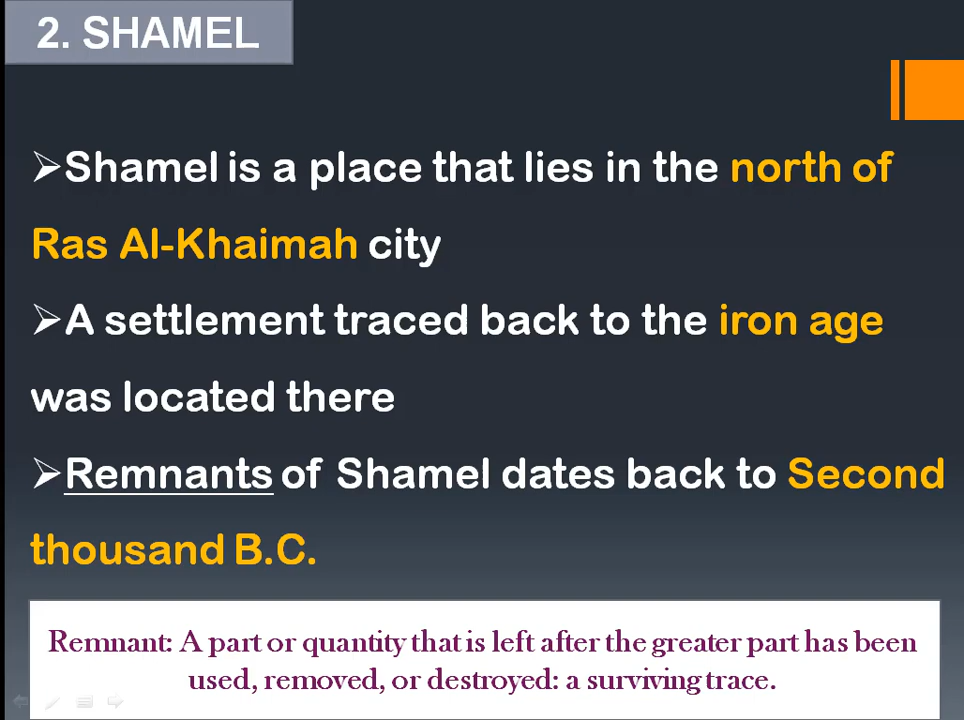 2. SHAMEL
➢Shamel is a place that lies in the north of
Ras Al-Khaimah city
➢A settlement traced back to the iron age
was located there
➢Remnants of Shamel dates back to Second
thousand B.C.
Remnant: A part or quantity that is left after the greater part has been
used, removed, or destroyed: a surviving trace.